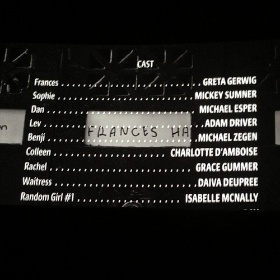 CAST
Frances GRETA GERWIG
Sophie MICKEY SUMNER
Dan MICHAEL ESPER
Lev ADAM DRIVER
FRANCES HA
Benji MICHAEL ZEGEN
Colleen CHARLOTTE D'AMBOISE
Rachel GRACE GUMMER
Waitress DAIVA DEUPREE
Random Girl #1 ISABELLE MCNALLY